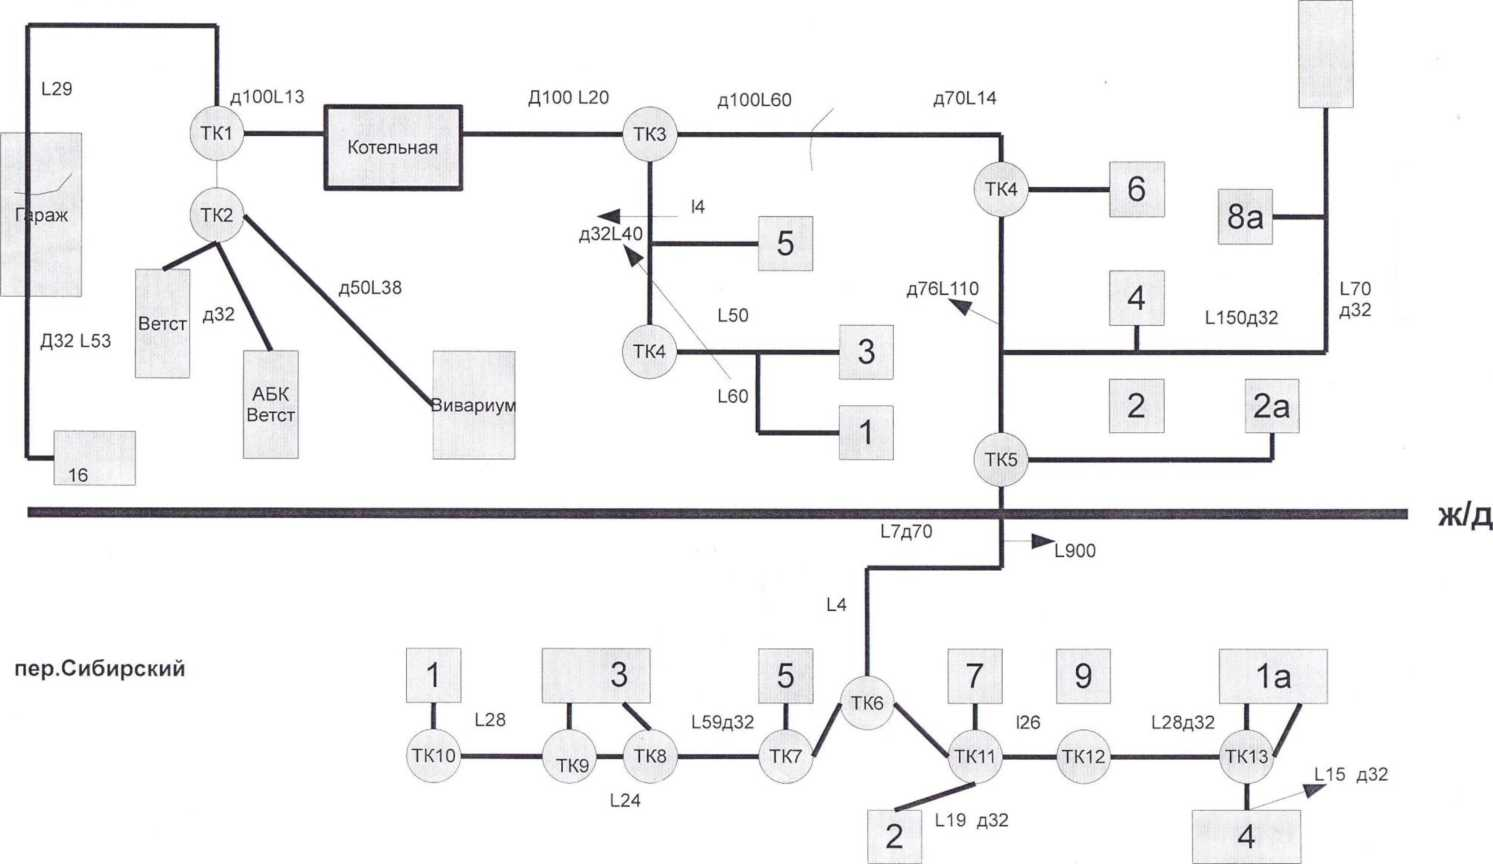 L29
д100L13
Д100 L20
д100L60
д70L14
ТК1
Котельная
ТК3
ТК4
6
8а
Гараж
ТК2
l4
д32L40
5
д50L38
д76L110
4
L70
д32
L150д32
Ветст
д32
L50
Д32 L53
ТК4
3
АБК
Ветст
Вивариум
L60
1
2
2а
ТК5
16
ж/д
L7д70
L900
L4
пер.Сибирский
1
3
5
ТК6
7
9
1а
L28
L59д32
l26
L28д32
ТК10
ТК9
ТК8
ТК7
ТК11
ТК12
ТК13
L24
L15 д32
2
L19 д32
4